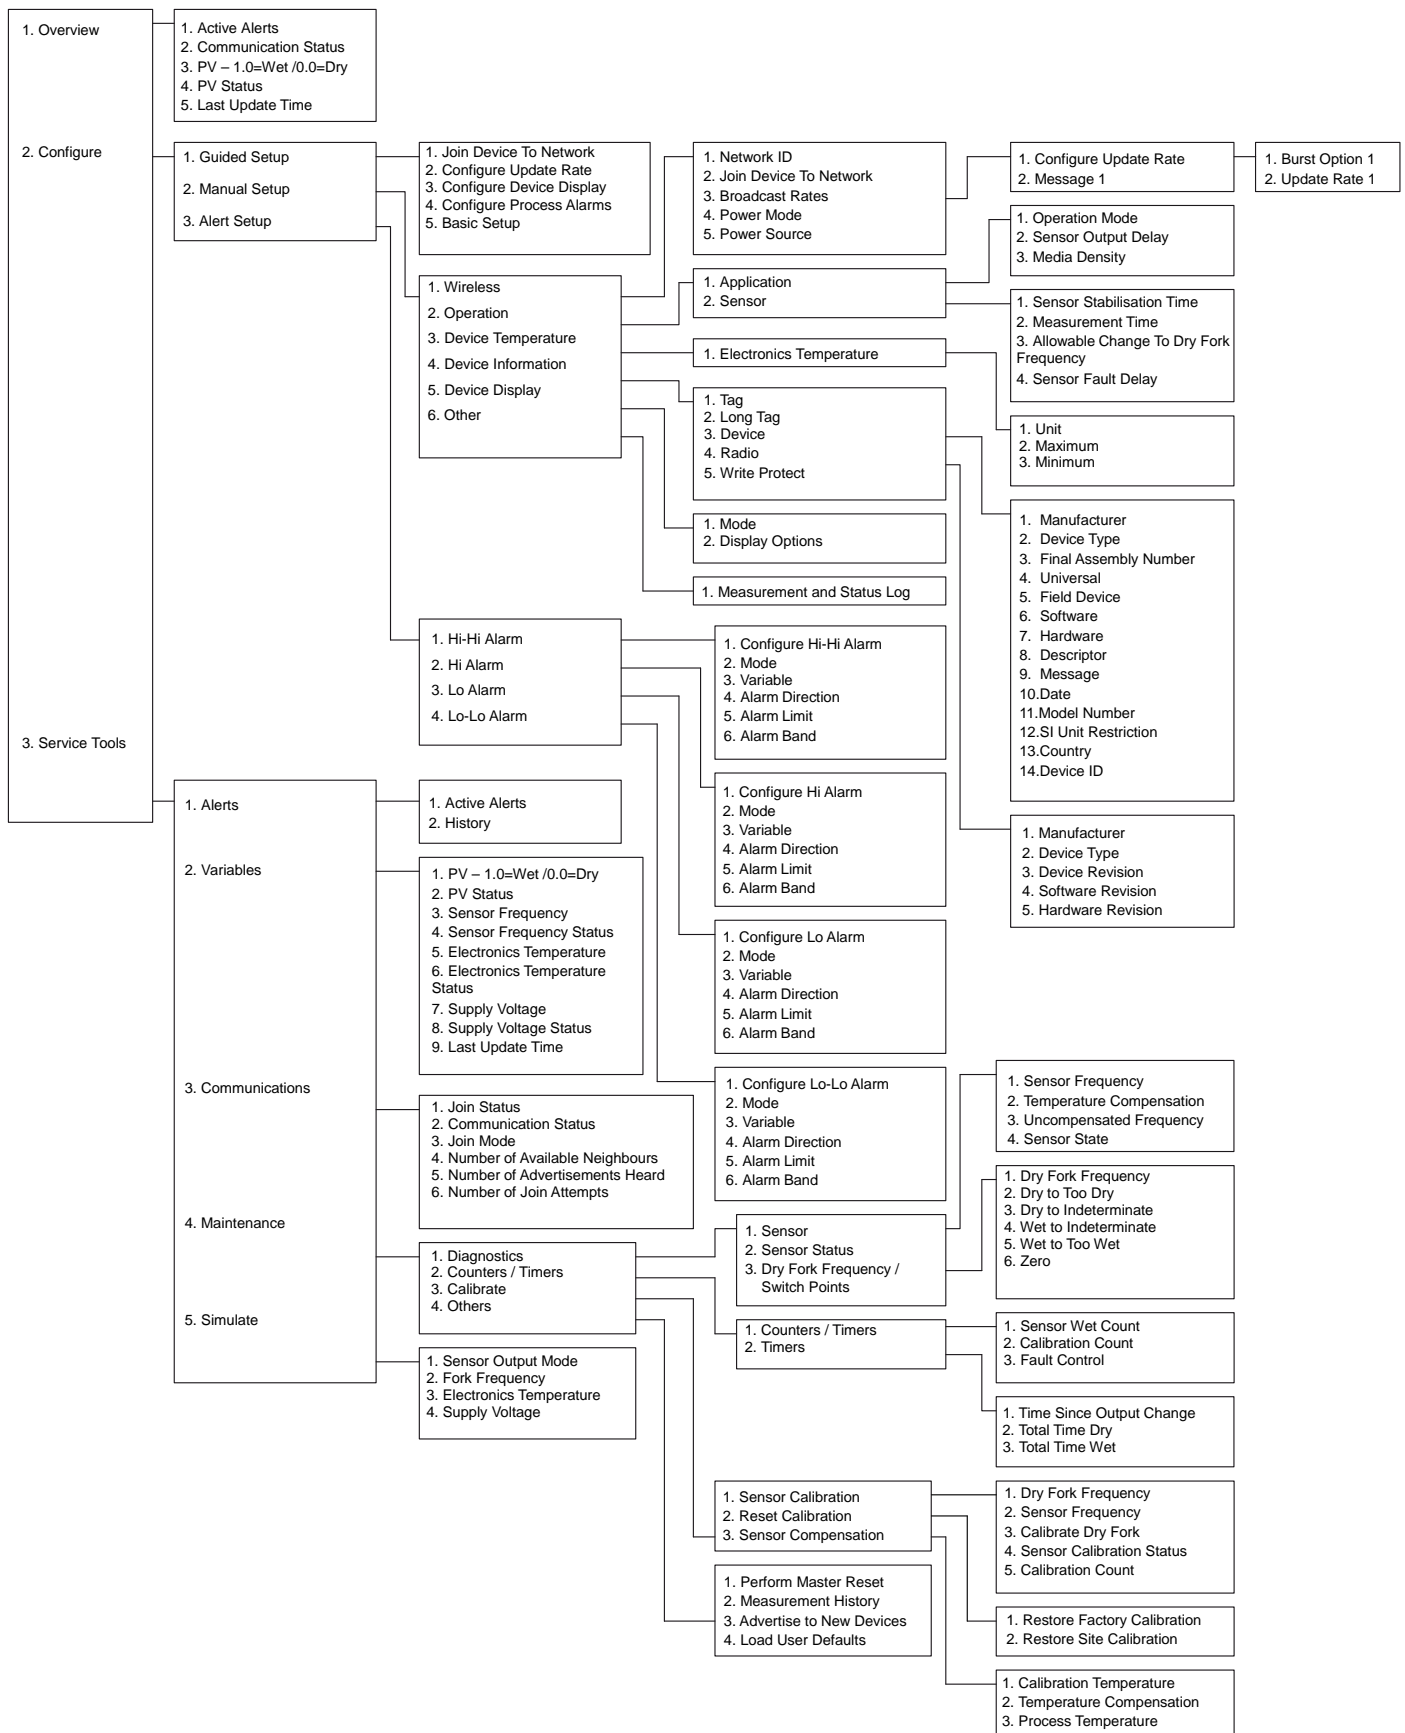 1. Overview
2. Configure
3. Service Tools
1. Active Alerts
2. Communication Status
3. PV – 1.0=Wet /0.0=Dry
4. PV Status
5. Last Update Time
1. Guided Setup
2. Manual Setup
3. Alert Setup
1. Join Device To Network
2. Configure Update Rate
3. Configure Device Display
4. Configure Process Alarms
5. Basic Setup
1. Network ID
2. Join Device To Network
3. Broadcast Rates
4. Power Mode
5. Power Source
1. Configure Update Rate
2. Message 1
1. Burst Option 1
2. Update Rate 1
1. Wireless
2. Operation
3. Device Temperature
4. Device Information
5. Device Display
6. Other
1. Application
2. Sensor
1. Operation Mode
2. Sensor Output Delay
3. Media Density
1. Sensor Stabilisation Time
2. Measurement Time
3. Allowable Change To Dry Fork
Frequency
4. Sensor Fault Delay
1. Electronics Temperature
1. Unit
2. Maximum
3. Minimum
1. Tag
2. Long Tag
3. Device
4. Radio
5. Write Protect
1. Manufacturer
2. Device Type
3. Final Assembly Number
4. Universal
5. Field Device
6. Software
7. Hardware
8. Descriptor
9. Message
10.Date
11.Model Number
12.SI Unit Restriction
13.Country
14.Device ID
1. Manufacturer
2. Device Type
3. Device Revision
4. Software Revision
5. Hardware Revision
1. Mode
2. Display Options
1. Measurement and Status Log
1. Hi-Hi Alarm
2. Hi Alarm
3. Lo Alarm
4. Lo-Lo Alarm
1. Configure Hi-Hi Alarm
2. Mode
3. Variable
4. Alarm Direction
5. Alarm Limit
6. Alarm Band
1. Configure Hi Alarm
2. Mode
3. Variable
4. Alarm Direction
5. Alarm Limit
6. Alarm Band
1. Configure Lo Alarm
2. Mode
3. Variable
4. Alarm Direction
5. Alarm Limit
6. Alarm Band
1. Configure Lo-Lo Alarm
2. Mode
3. Variable
4. Alarm Direction
5. Alarm Limit
6. Alarm Band
1. Alerts
2. Variables
3. Communications
4. Maintenance
5. Simulate
1. Active Alerts
2. History
1. PV – 1.0=Wet /0.0=Dry
2. PV Status
3. Sensor Frequency
4. Sensor Frequency Status
5. Electronics Temperature
6. Electronics Temperature
Status
7. Supply Voltage
8. Supply Voltage Status
9. Last Update Time
1. Join Status
2. Communication Status
3. Join Mode
4. Number of Available Neighbours
5. Number of Advertisements Heard
6. Number of Join Attempts
1. Diagnostics
2. Counters / Timers
3. Calibrate
4. Others
1. Sensor Output Mode
2. Fork Frequency
3. Electronics Temperature
4. Supply Voltage
1. Sensor
2. Sensor Status
3. Dry Fork Frequency /
Switch Points
1. Sensor Frequency
2. Temperature Compensation
3. Uncompensated Frequency
4. Sensor State
1. Dry Fork Frequency
2. Dry to Too Dry
3. Dry to Indeterminate
4. Wet to Indeterminate
5. Wet to Too Wet
6. Zero
1. Counters / Timers
2. Timers
1. Sensor Wet Count
2. Calibration Count
3. Fault Control
1. Time Since Output Change
2. Total Time Dry
3. Total Time Wet
1. Sensor Calibration
2. Reset Calibration
3. Sensor Compensation
1. Dry Fork Frequency
2. Sensor Frequency
3. Calibrate Dry Fork
4. Sensor Calibration Status
5. Calibration Count
1. Restore Factory Calibration
2. Restore Site Calibration
1. Calibration Temperature
2. Temperature Compensation
3. Process Temperature
1. Perform Master Reset
2. Measurement History
3. Advertise to New Devices
4. Load User Defaults